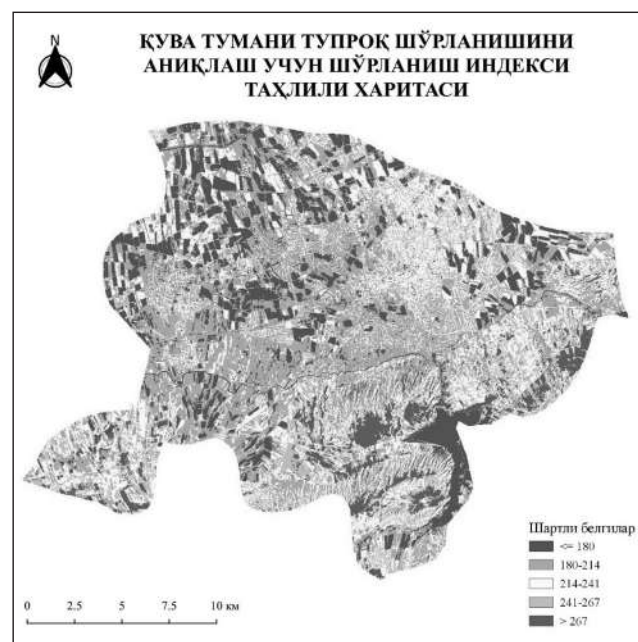 N
ҚУВА ТУМАНИ ТУПРОҚ ШЎРЛАНИШИНИ
АНИҚЛАШ УЧУН ШЎРЛАНИШ ИНДЕКСИ
ТАҲЛИЛИ ХАРИТАСИ
Шартли белгилар
<= 180
180-214
214-241
241-267
> 267
0 2.5 5 7.5 10 км